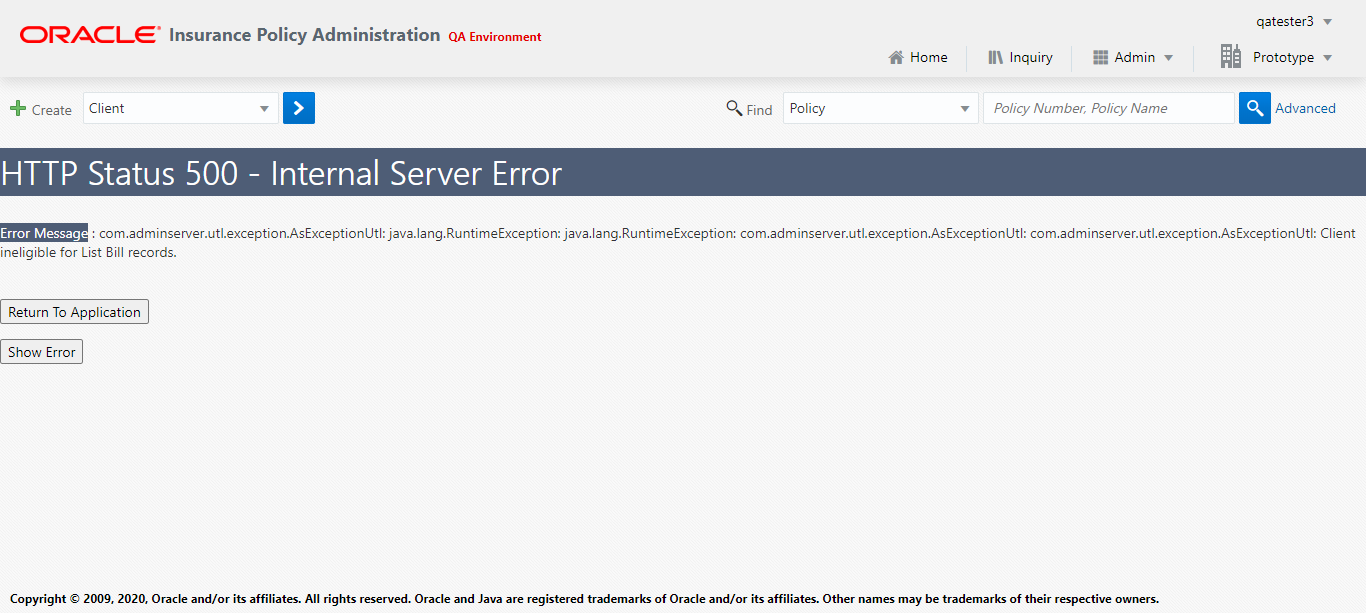 qatester3
ORACLE® Insurance Policy Administration QA Environment
Home Inquiry Admin Prototype
Create Client Find Policy Policy Number, Policy Name Advanced
HTTP Status 500 - Internal Server Error
Error Message : com.adminserver.utl.exception.AsExceptionUtl: java.lang.RuntimeException: java.lang.RuntimeException: com.adminserver.utl.exception.AsExceptionUtl: com.adminserver.utl.exception.AsExceptionUtl: Client
ineligible for List Bill records.
Return To Application
Show Error
Copyright © 2009, 2020, Oracle and/or its affiliates. All rights reserved. Oracle and Java are registered trademarks of Oracle and/or its affiliates. Other names may be trademarks of their respective owners.